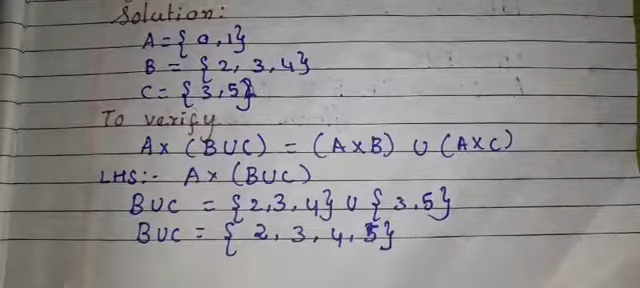 Solution:
A = { 0, 1}
B = { 2, 3, 4}
C = { 3, 5}
To verify
A × (B ∪ C) = (A × B) ∪ (A × C)
LHS:- A × (B ∪ C)
B ∪ C = { 2, 3, 4} ∪ { 3, 5}
B ∪ C = { 2, 3, 4, 5}